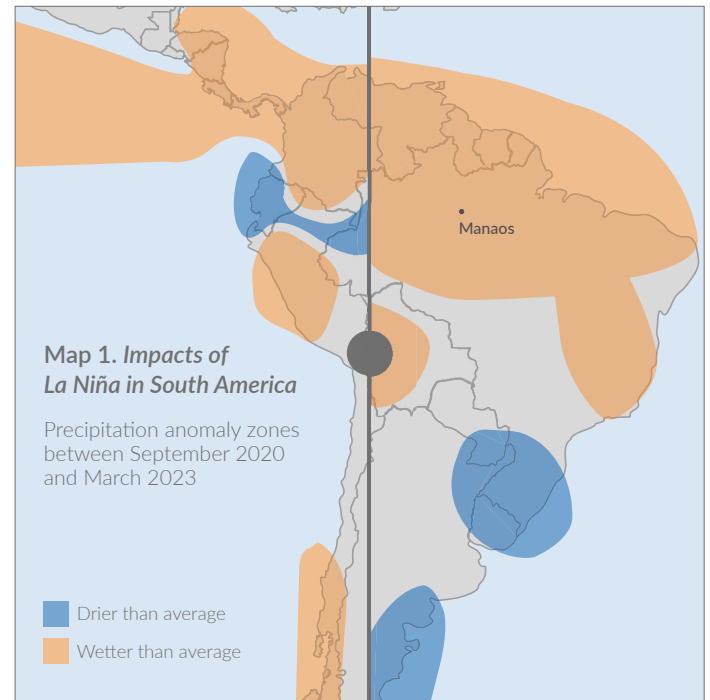 Manaos
Map 1. Impacts of
La Niña in South America
Precipitation anomaly zones
between September 2020
and March 2023
Drier than average
Wetter than average